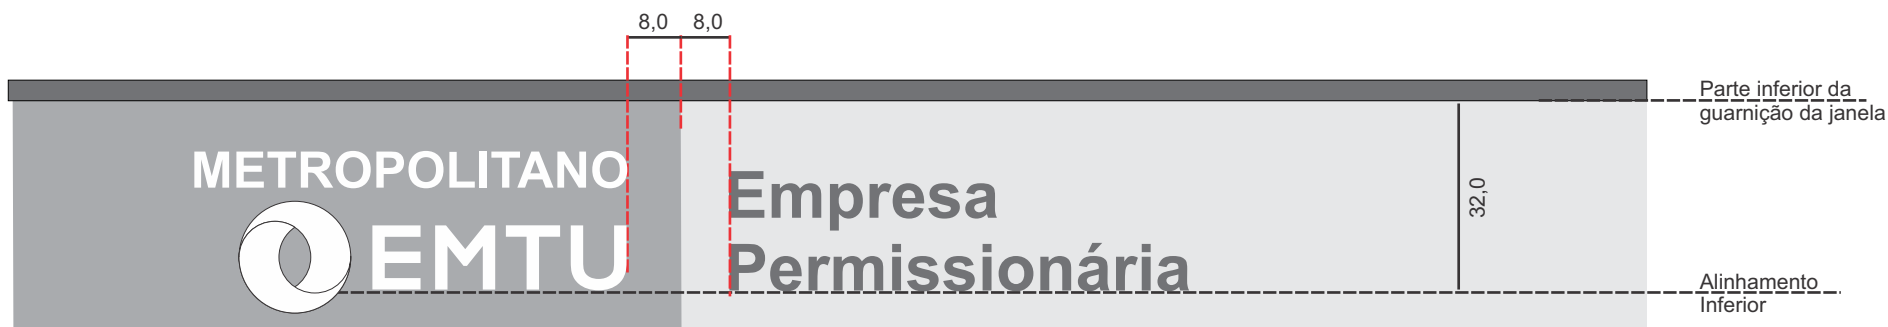 8,0 8,0
Parte inferior da
guarnição da janela
METROPOLITANO
EMTU
Empresa
Permissionária
32,0
Alinhamento
Inferior